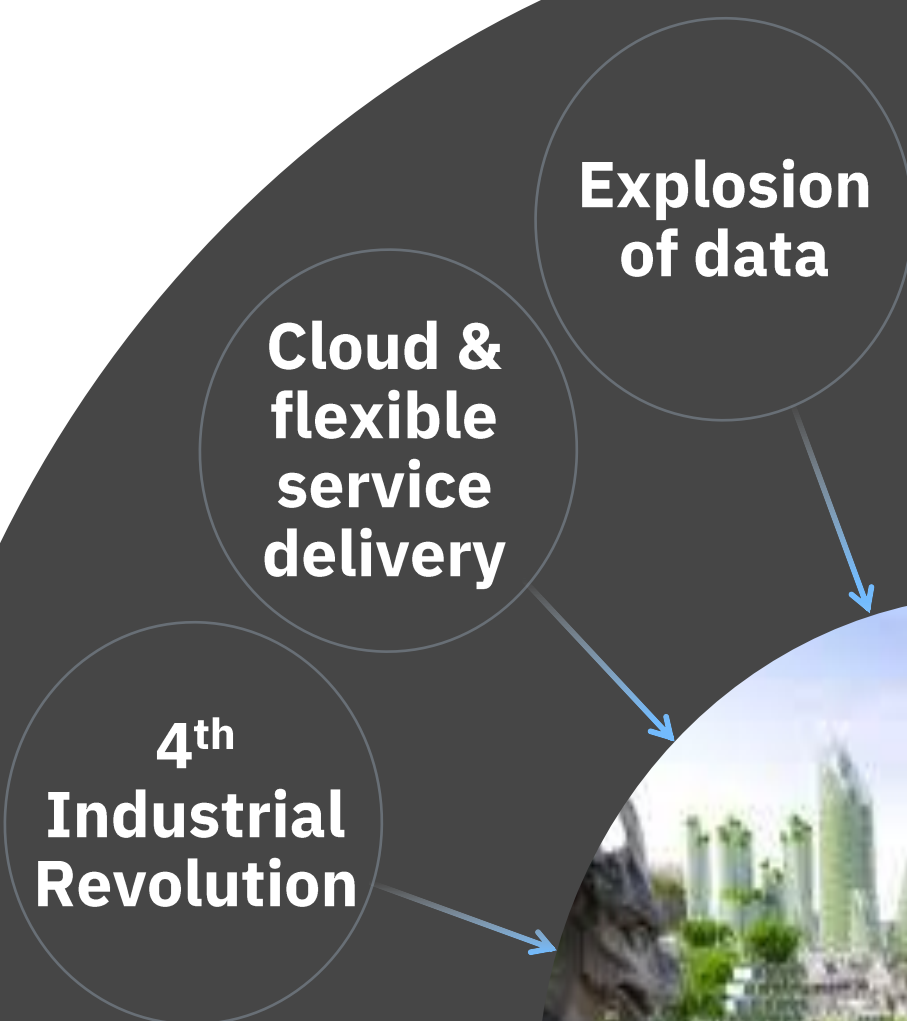 Explosion
of data
Cloud &
flexible
service
delivery
4th
Industrial
Revolution